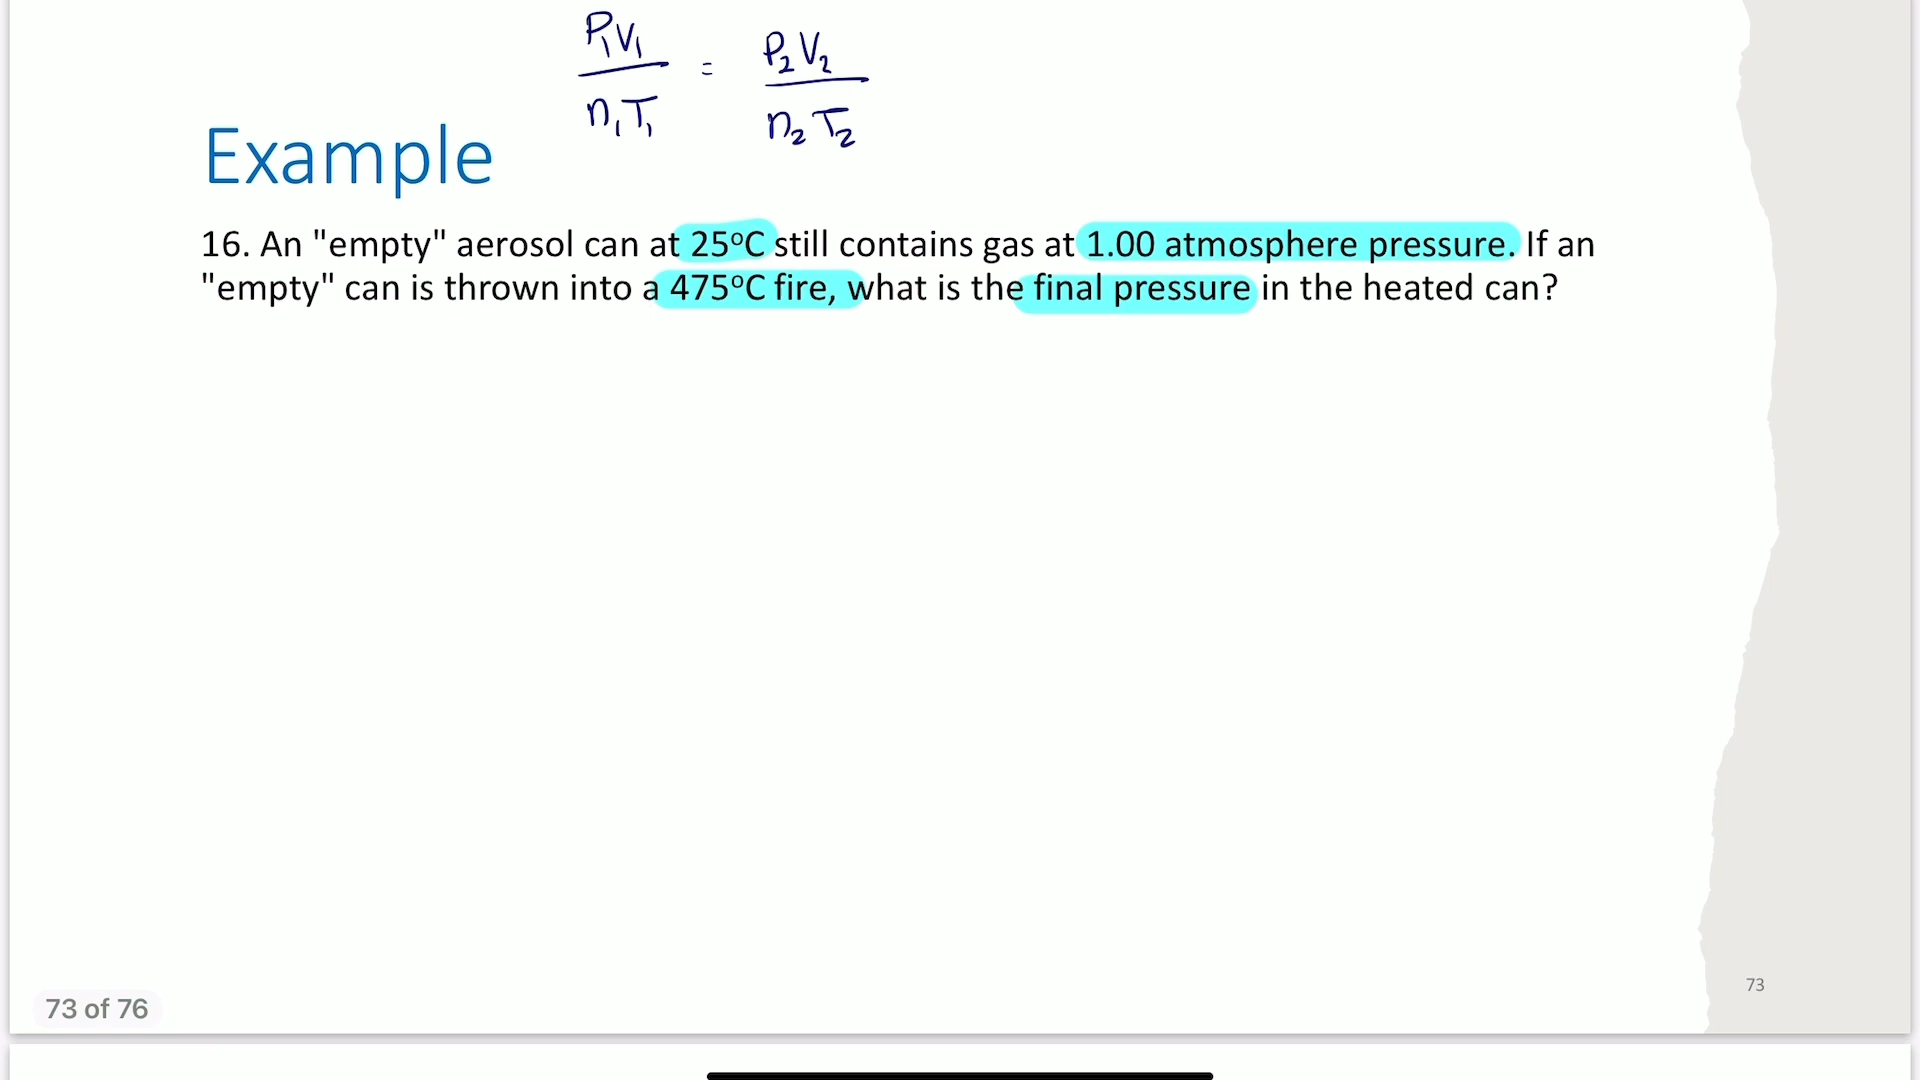 P₁V₁ / n₁T₁ = P₂V₂ / n₂T₂
Example
16. An "empty" aerosol can at 25ºC still contains gas at 1.00 atmosphere pressure. If an
"empty" can is thrown into a 475ºC fire, what is the final pressure in the heated can?
73
73 of 76